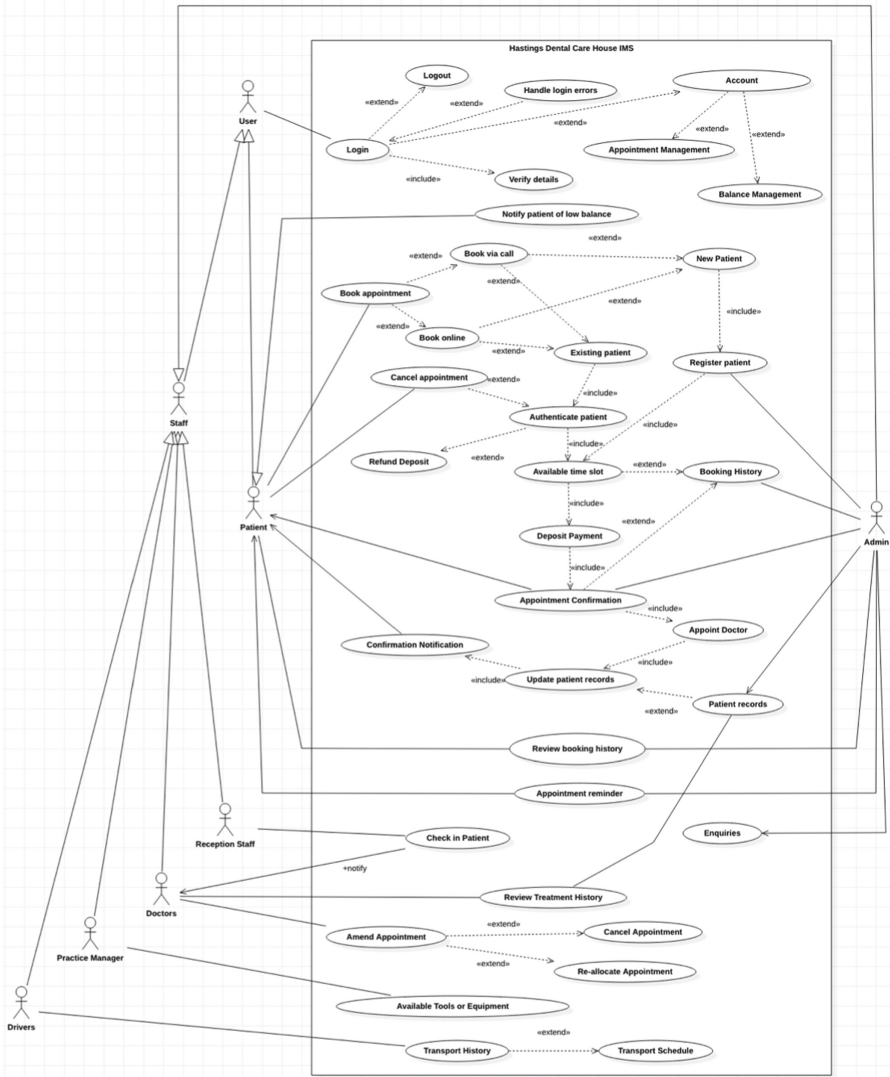 Hastings Dental Care House IMS
Logout
Account
Handle login errors
«extend»
«extend»
User
«extend»
«extend»
«extend»
Login
Appointment Management
«include»
Verify details
Balance Management
Notify patient of low balance
«extend»
Book via call
«extend»
New Patient
«extend»
Book appointment
«extend»
«include»
«extend»
Book online
«extend»
Existing patient
Register patient
Cancel appointment
«extend»
«include»
Staff
Authenticate patient
«include»
«include»
«extend»
Refund Deposit
Available time slot
«extend»
Booking History
Patient
«include»
«extend»
Deposit Payment
Admin
«include»
Appointment Confirmation
«include»
Appoint Doctor
Confirmation Notification
«include»
«include»
Update patient records
Patient records
«extend»
Review booking history
Appointment reminder
Reception Staff
Check in Patient
Enquiries
+notify
Doctors
Review Treatment History
«extend»
Amend Appointment
Cancel Appointment
Practice Manager
«extend»
Re-allocate Appointment
Available Tools or Equipment
Drivers
«extend»
Transport History
Transport Schedule